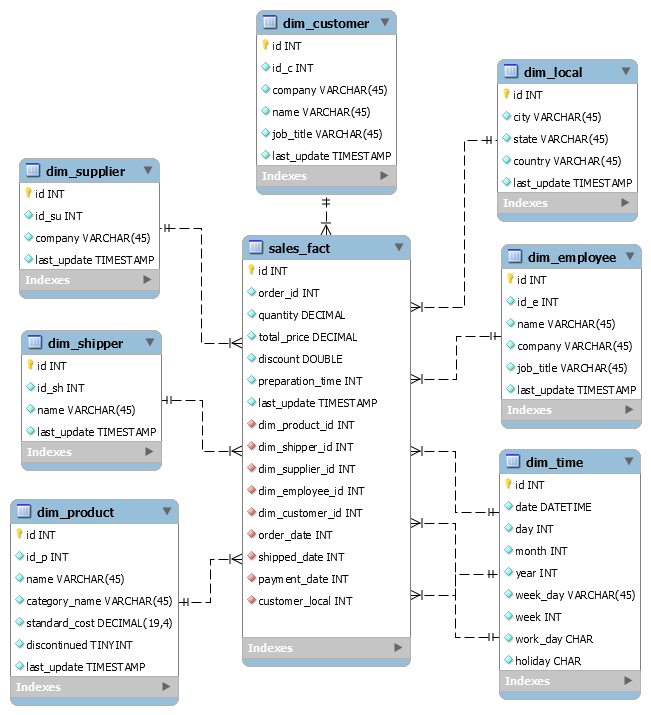 dim_customer
id INT
id_c INT
company VARCHAR(45)
name VARCHAR(45)
job_title VARCHAR(45)
last_update TIMESTAMP
Indexes
dim_local
id INT
city VARCHAR(45)
state VARCHAR(45)
country VARCHAR(45)
last_update TIMESTAMP
Indexes
dim_supplier
id INT
id_su INT
company VARCHAR(45)
last_update TIMESTAMP
Indexes
sales_fact
id INT
order_id INT
quantity DECIMAL
total_price DECIMAL
discount DOUBLE
preparation_time INT
last_update TIMESTAMP
dim_product_id INT
dim_shipper_id INT
dim_supplier_id INT
dim_employee_id INT
dim_customer_id INT
order_date INT
shipped_date INT
payment_date INT
customer_local INT
Indexes
dim_employee
id INT
id_e INT
name VARCHAR(45)
company VARCHAR(45)
job_title VARCHAR(45)
last_update TIMESTAMP
Indexes
dim_shipper
id INT
id_sh INT
name VARCHAR(45)
last_update TIMESTAMP
Indexes
dim_time
id INT
date DATETIME
day INT
month INT
year INT
week_day VARCHAR(45)
week INT
work_day CHAR
holiday CHAR
Indexes
dim_product
id INT
id_p INT
name VARCHAR(45)
category_name VARCHAR(45)
standard_cost DECIMAL(19,4)
discontinued TINYINT
last_update TIMESTAMP
Indexes